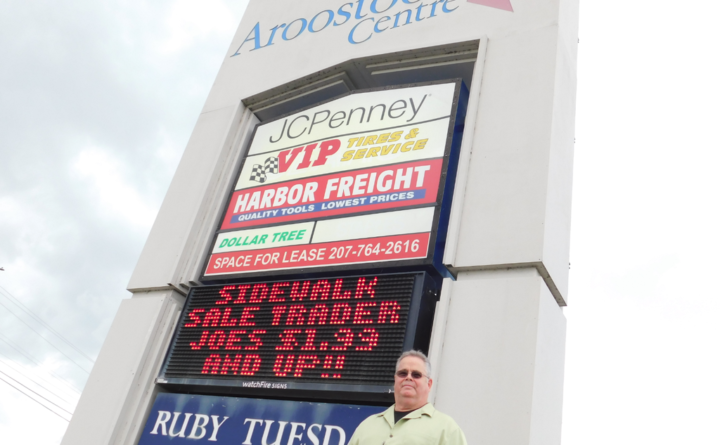 Aroostoo
Centre
JCPenney
VIP TIRES &
SERVICE
HARBOR FREIGHT
QUALITY TOOLS LOWEST PRICES
DOLLAR TREE
SPACE FOR LEASE 207-764-2616
SIDEWALK
SALE TRADER
JOES $1.99
AND UP!!
watchFire SIGNS
RUBY TUESD